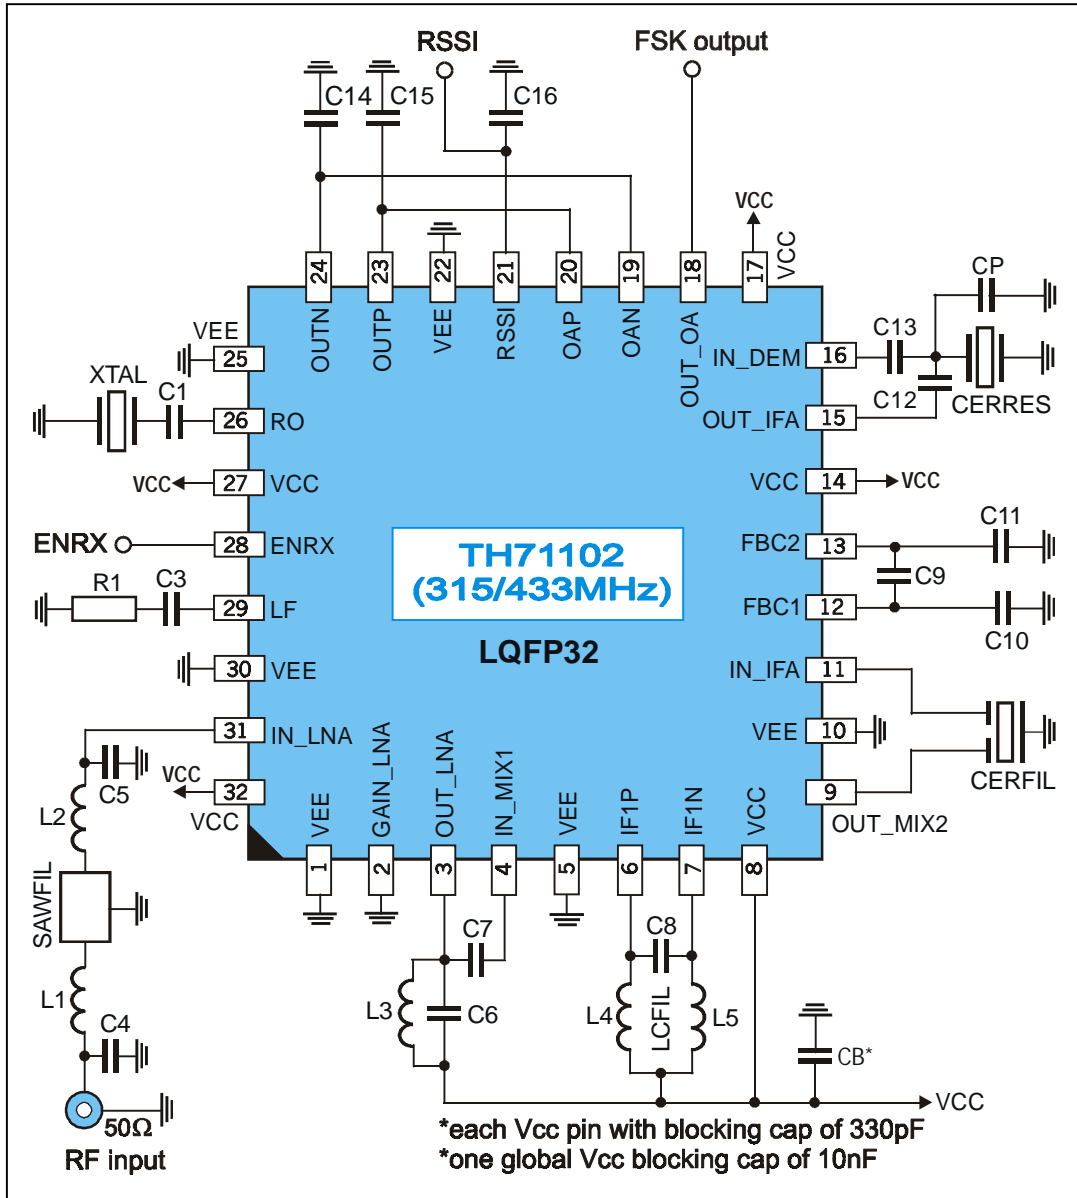 RSSI
FSK output
C14
C15
C16
VCC
VCC
24
23
22
21
20
19
18
17
OUTN
OUTP
VEE
RSSI
OAP
OAN
OUT_OA
CP
VEE
25
XTAL
C1
26
RO
VCC
27
VCC
ENRX
28
ENRX
R1
C3
29
LF
30
VEE
31
IN_LNA
C5
VCC
32
VCC
L2
SAWFIL
L1
C4
50Ω
RF input
TH71102
(315/433MHz)
LQFP32
IN_DEM
16
C13
C12
CERRES
OUT_IFA
15
VCC
14
VCC
FBC2
13
C11
C9
FBC1
12
C10
IN_IFA
11
VEE
10
CERFIL
9
OUT_MIX2
VEE
GAIN_LNA
OUT_LNA
IN_MIX1
VEE
IF1P
IF1N
VCC
1
2
3
4
5
6
7
8
C7
C8
L3
C6
L4
LCFIL
L5
CB*
VCC
*each Vcc pin with blocking cap of 330pF
*one global Vcc blocking cap of 10nF